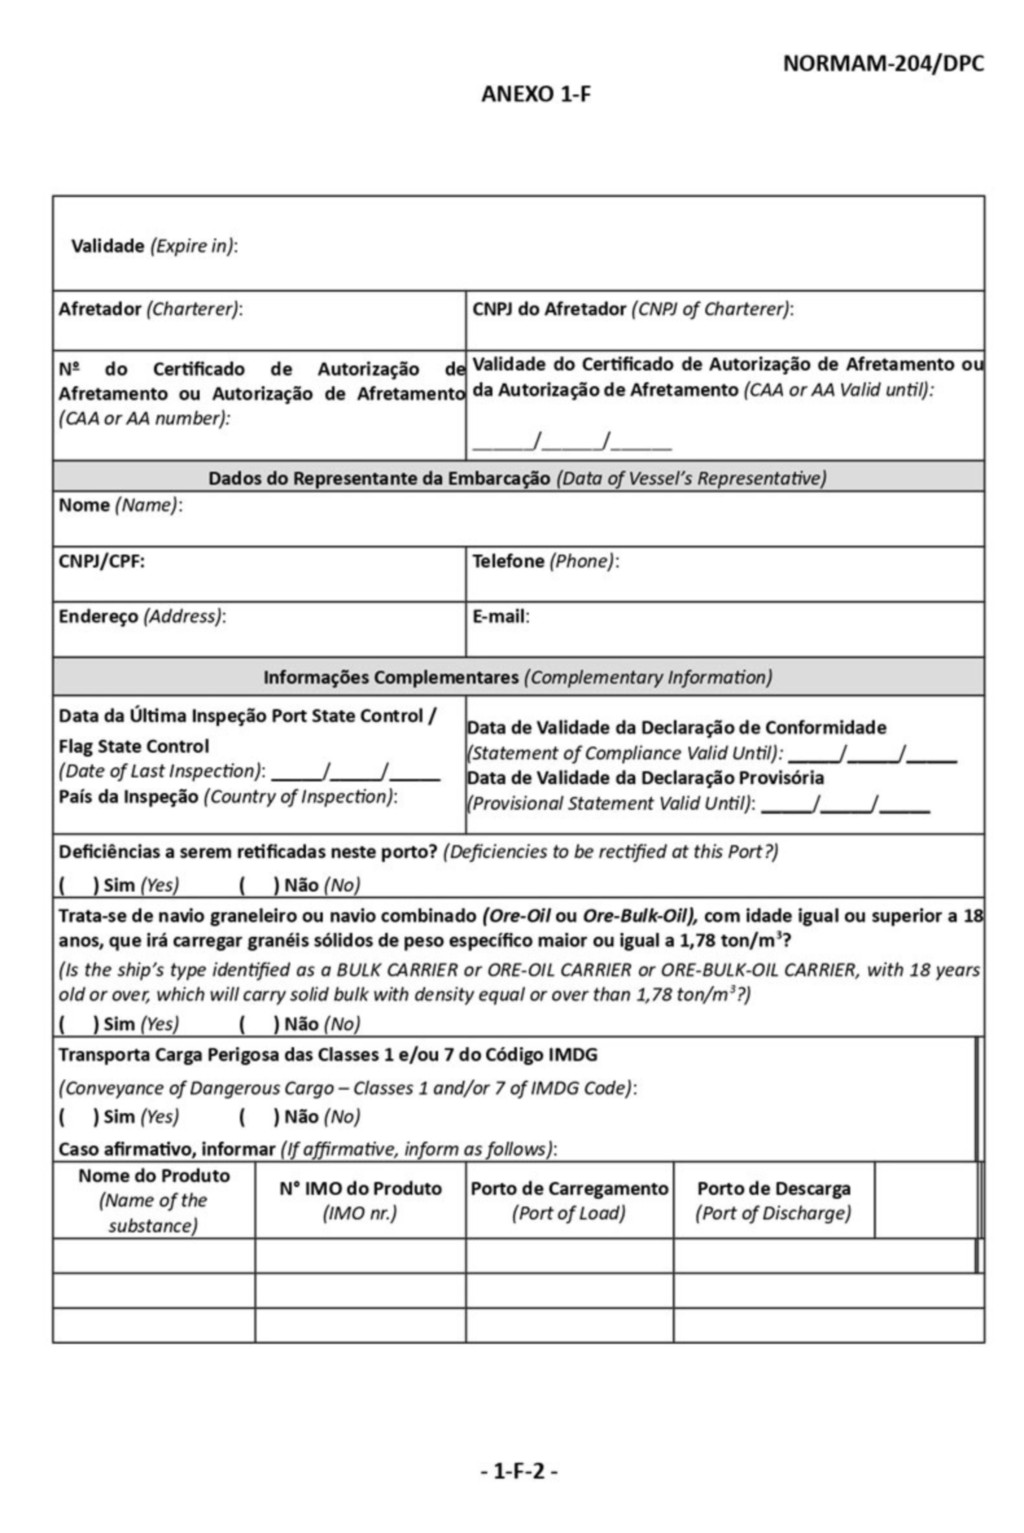 NORMAM-204/DPC
ANEXO 1-F
Validade (Expire in):
Afretador (Charterer):
CNPJ do Afretador (CNPJ of Charterer):
Nº do Certificado de Autorização de
Afretamento ou Autorização de Afretamento
(CAA or AA number):
Validade do Certificado de Autorização de Afretamento ou
da Autorização de Afretamento (CAA or AA Valid until):
______/______/______
Dados do Representante da Embarcação (Data of Vessel's Representative)
Nome (Name):
CNPJ/CPF:
Telefone (Phone):
Endereço (Address):
E-mail:
Informações Complementares (Complementary Information)
Data da Última Inspeção Port State Control /
Flag State Control
(Date of Last Inspection): _____/_____/_____
País da Inspeção (Country of Inspection):
Data de Validade da Declaração de Conformidade
(Statement of Compliance Valid Until): _____/_____/_____
Data de Validade da Declaração Provisória
(Provisional Statement Valid Until): _____/_____/_____
Deficiências a serem retificadas neste porto? (Deficiencies to be rectified at this Port?)
( ) Sim (Yes) ( ) Não (No)
Trata-se de navio graneleiro ou navio combinado (Ore-Oil ou Ore-Bulk-Oil), com idade igual ou superior a 18
anos, que irá carregar granéis sólidos de peso específico maior ou igual a 1,78 ton/m³?
(Is the ship's type identified as a BULK CARRIER or ORE-OIL CARRIER or ORE-BULK-OIL CARRIER, with 18 years
old or over, which will carry solid bulk with density equal or over than 1,78 ton/m³?)
( ) Sim (Yes) ( ) Não (No)
Transporta Carga Perigosa das Classes 1 e/ou 7 do Código IMDG
(Conveyance of Dangerous Cargo – Classes 1 and/or 7 of IMDG Code):
( ) Sim (Yes) ( ) Não (No)
Caso afirmativo, informar (If affirmative, inform as follows):
Nome do Produto
(Name of the
substance)
N° IMO do Produto
(IMO nr.)
Porto de Carregamento
(Port of Load)
Porto de Descarga
(Port of Discharge)
- 1-F-2 -